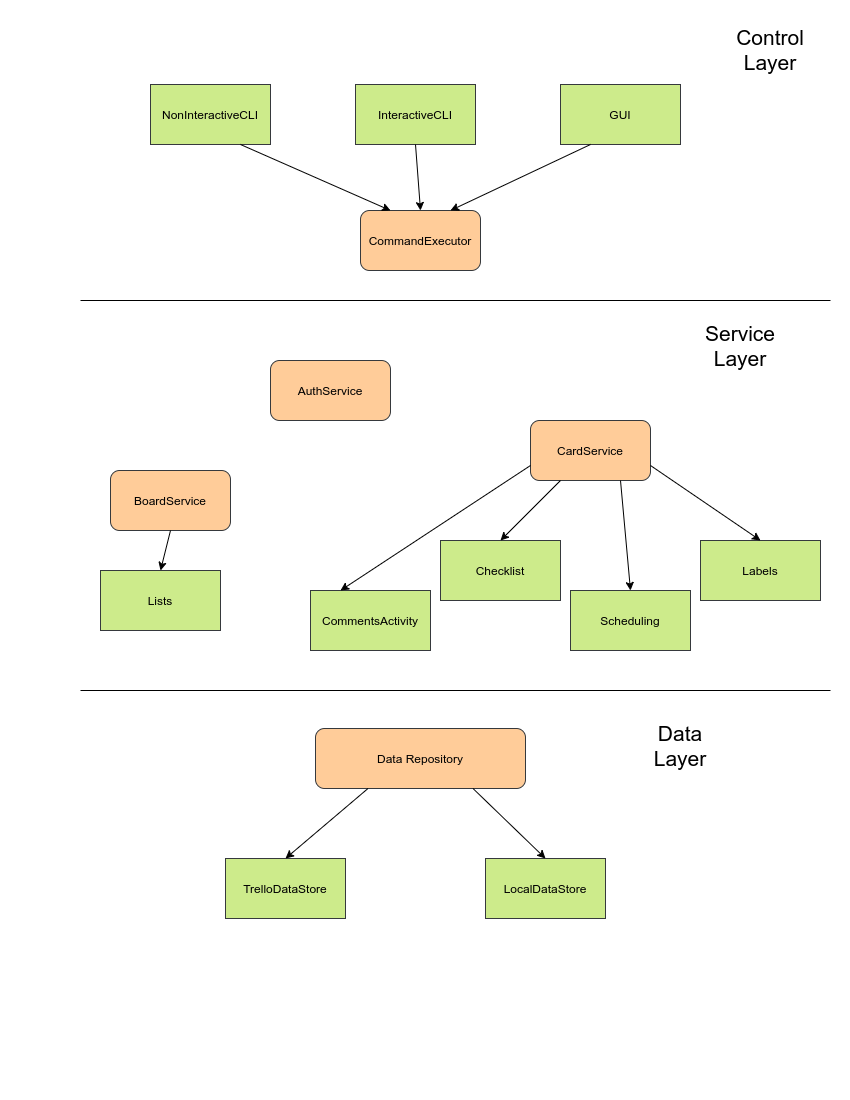 Control
Layer
NonInteractiveCLI
InteractiveCLI
GUI
CommandExecutor
Service
Layer
AuthService
CardService
BoardService
Checklist
Labels
Lists
CommentsActivity
Scheduling
Data
Layer
Data Repository
TrelloDataStore
LocalDataStore